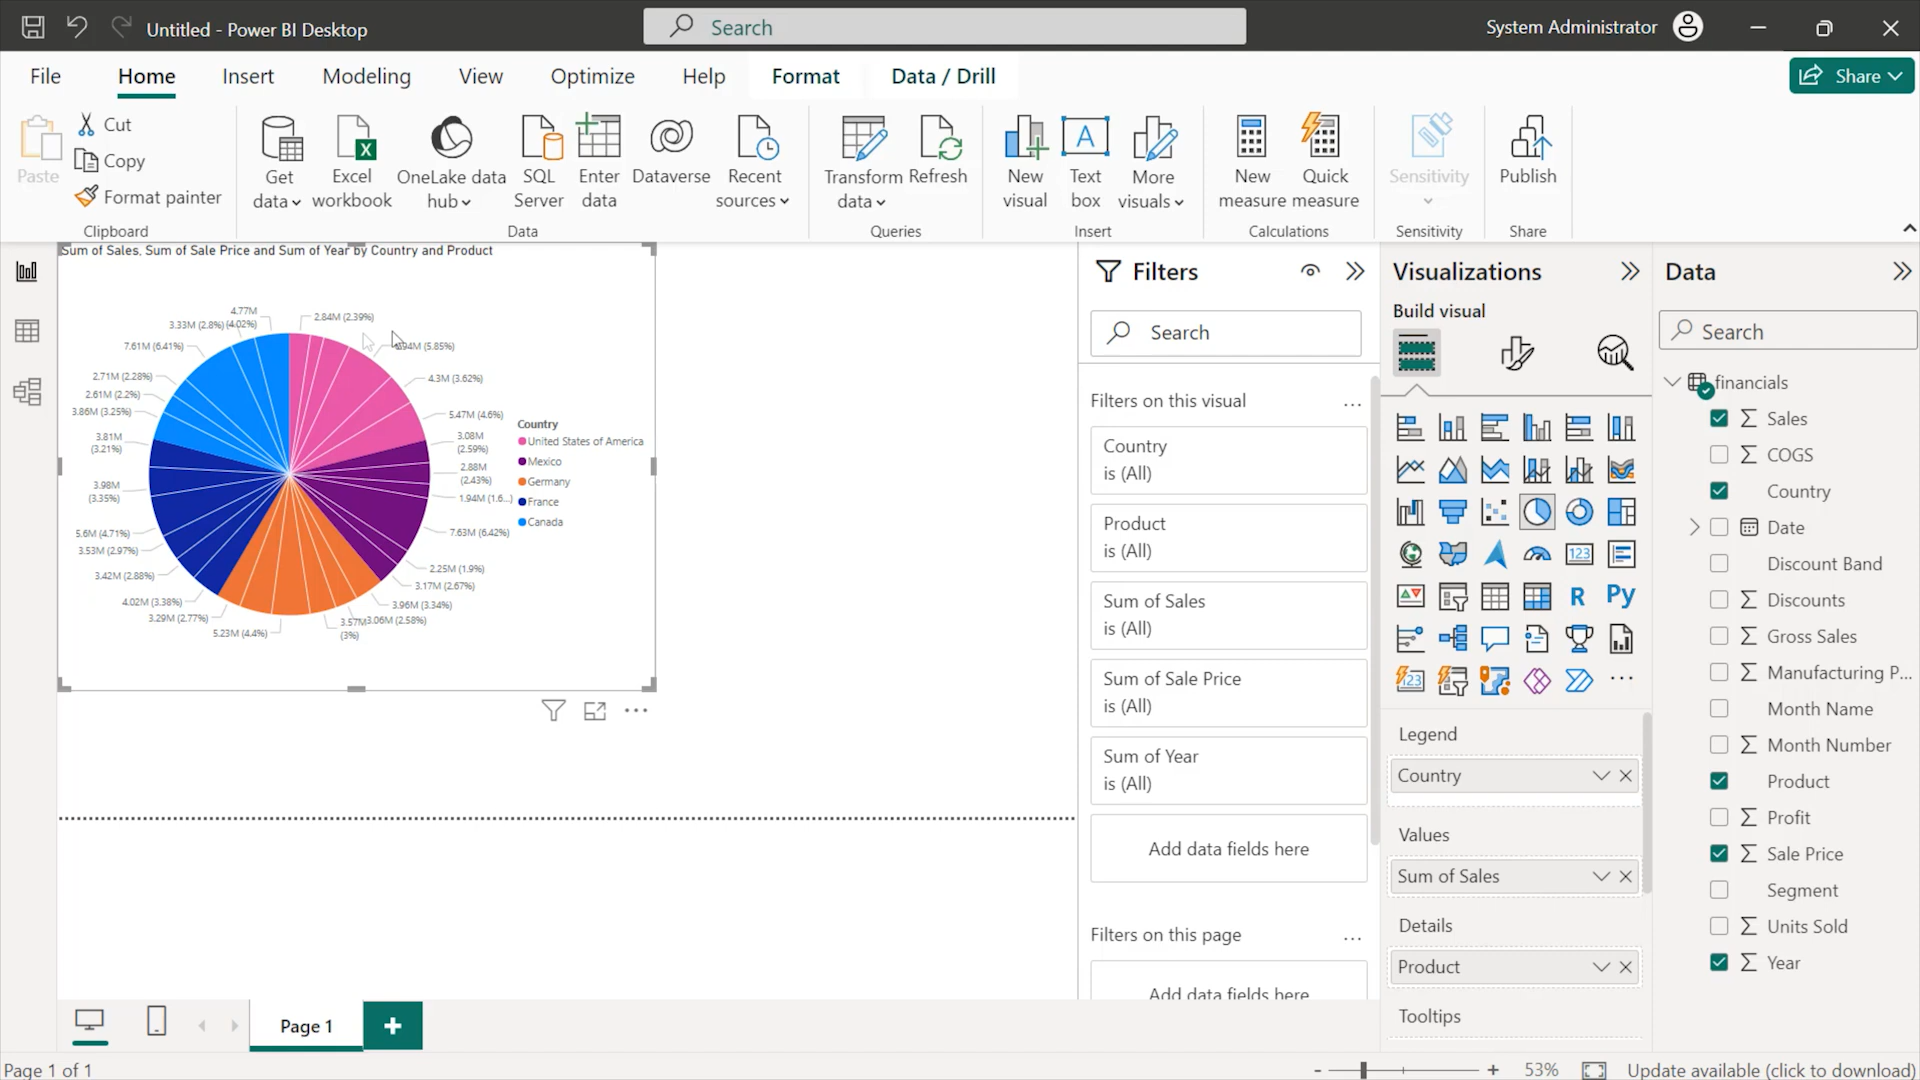 Untitled - Power BI Desktop
Search
System Administrator
File
Home
Insert
Modeling
View
Optimize
Help
Format
Data / Drill
Share
Paste
Cut
Copy
Format painter
Clipboard
Get
data
Excel
workbook
OneLake data
hub
SQL
Server
Enter
data
Dataverse
Recent
sources
Data
Transform
data
Refresh
Queries
New
visual
Text
box
More
visuals
Insert
New
measure
Quick
measure
Calculations
Sensitivity
Sensitivity
Publish
Share
Sum of Sales, Sum of Sale Price and Sum of Year by Country and Product
4.77M
(4.02%)
2.84M (2.39%)
3.33M (2.8%)
7.61M (6.41%)
(5.85%)
2.71M (2.28%)
4.3M (3.62%)
2.61M (2.2%)
3.86M (3.25%)
5.47M (4.6%)
3.81M
(3.21%)
3.08M
(2.59%)
2.88M
(2.43%)
3.98M
(3.35%)
1.94M (1.6...)
5.6M (4.71%)
7.63M (6.42%)
3.53M (2.97%)
3.42M (2.88%)
2.25M (1.9%)
3.17M (2.67%)
4.02M (3.38%)
3.96M (3.34%)
3.29M (2.77%)
3.06M (2.58%)
5.23M (4.4%)
3.57M
(3%)
Country
United States of America
Mexico
Germany
France
Canada
Filters
Search
Filters on this visual
...
Country
is (All)
Product
is (All)
Sum of Sales
is (All)
Sum of Sale Price
is (All)
Sum of Year
is (All)
Add data fields here
Filters on this page
...
Add data fields here
Visualizations
Build visual
123
R
Py
123
...
Legend
Country
Values
Sum of Sales
Details
Product
Tooltips
Data
Search
financials
Sales
COGS
Country
Date
Discount Band
Discounts
Gross Sales
Manufacturing P...
Month Name
Month Number
Product
Profit
Sale Price
Segment
Units Sold
Year
Page 1
Page 1 of 1
- + 53%
Update available (click to download)